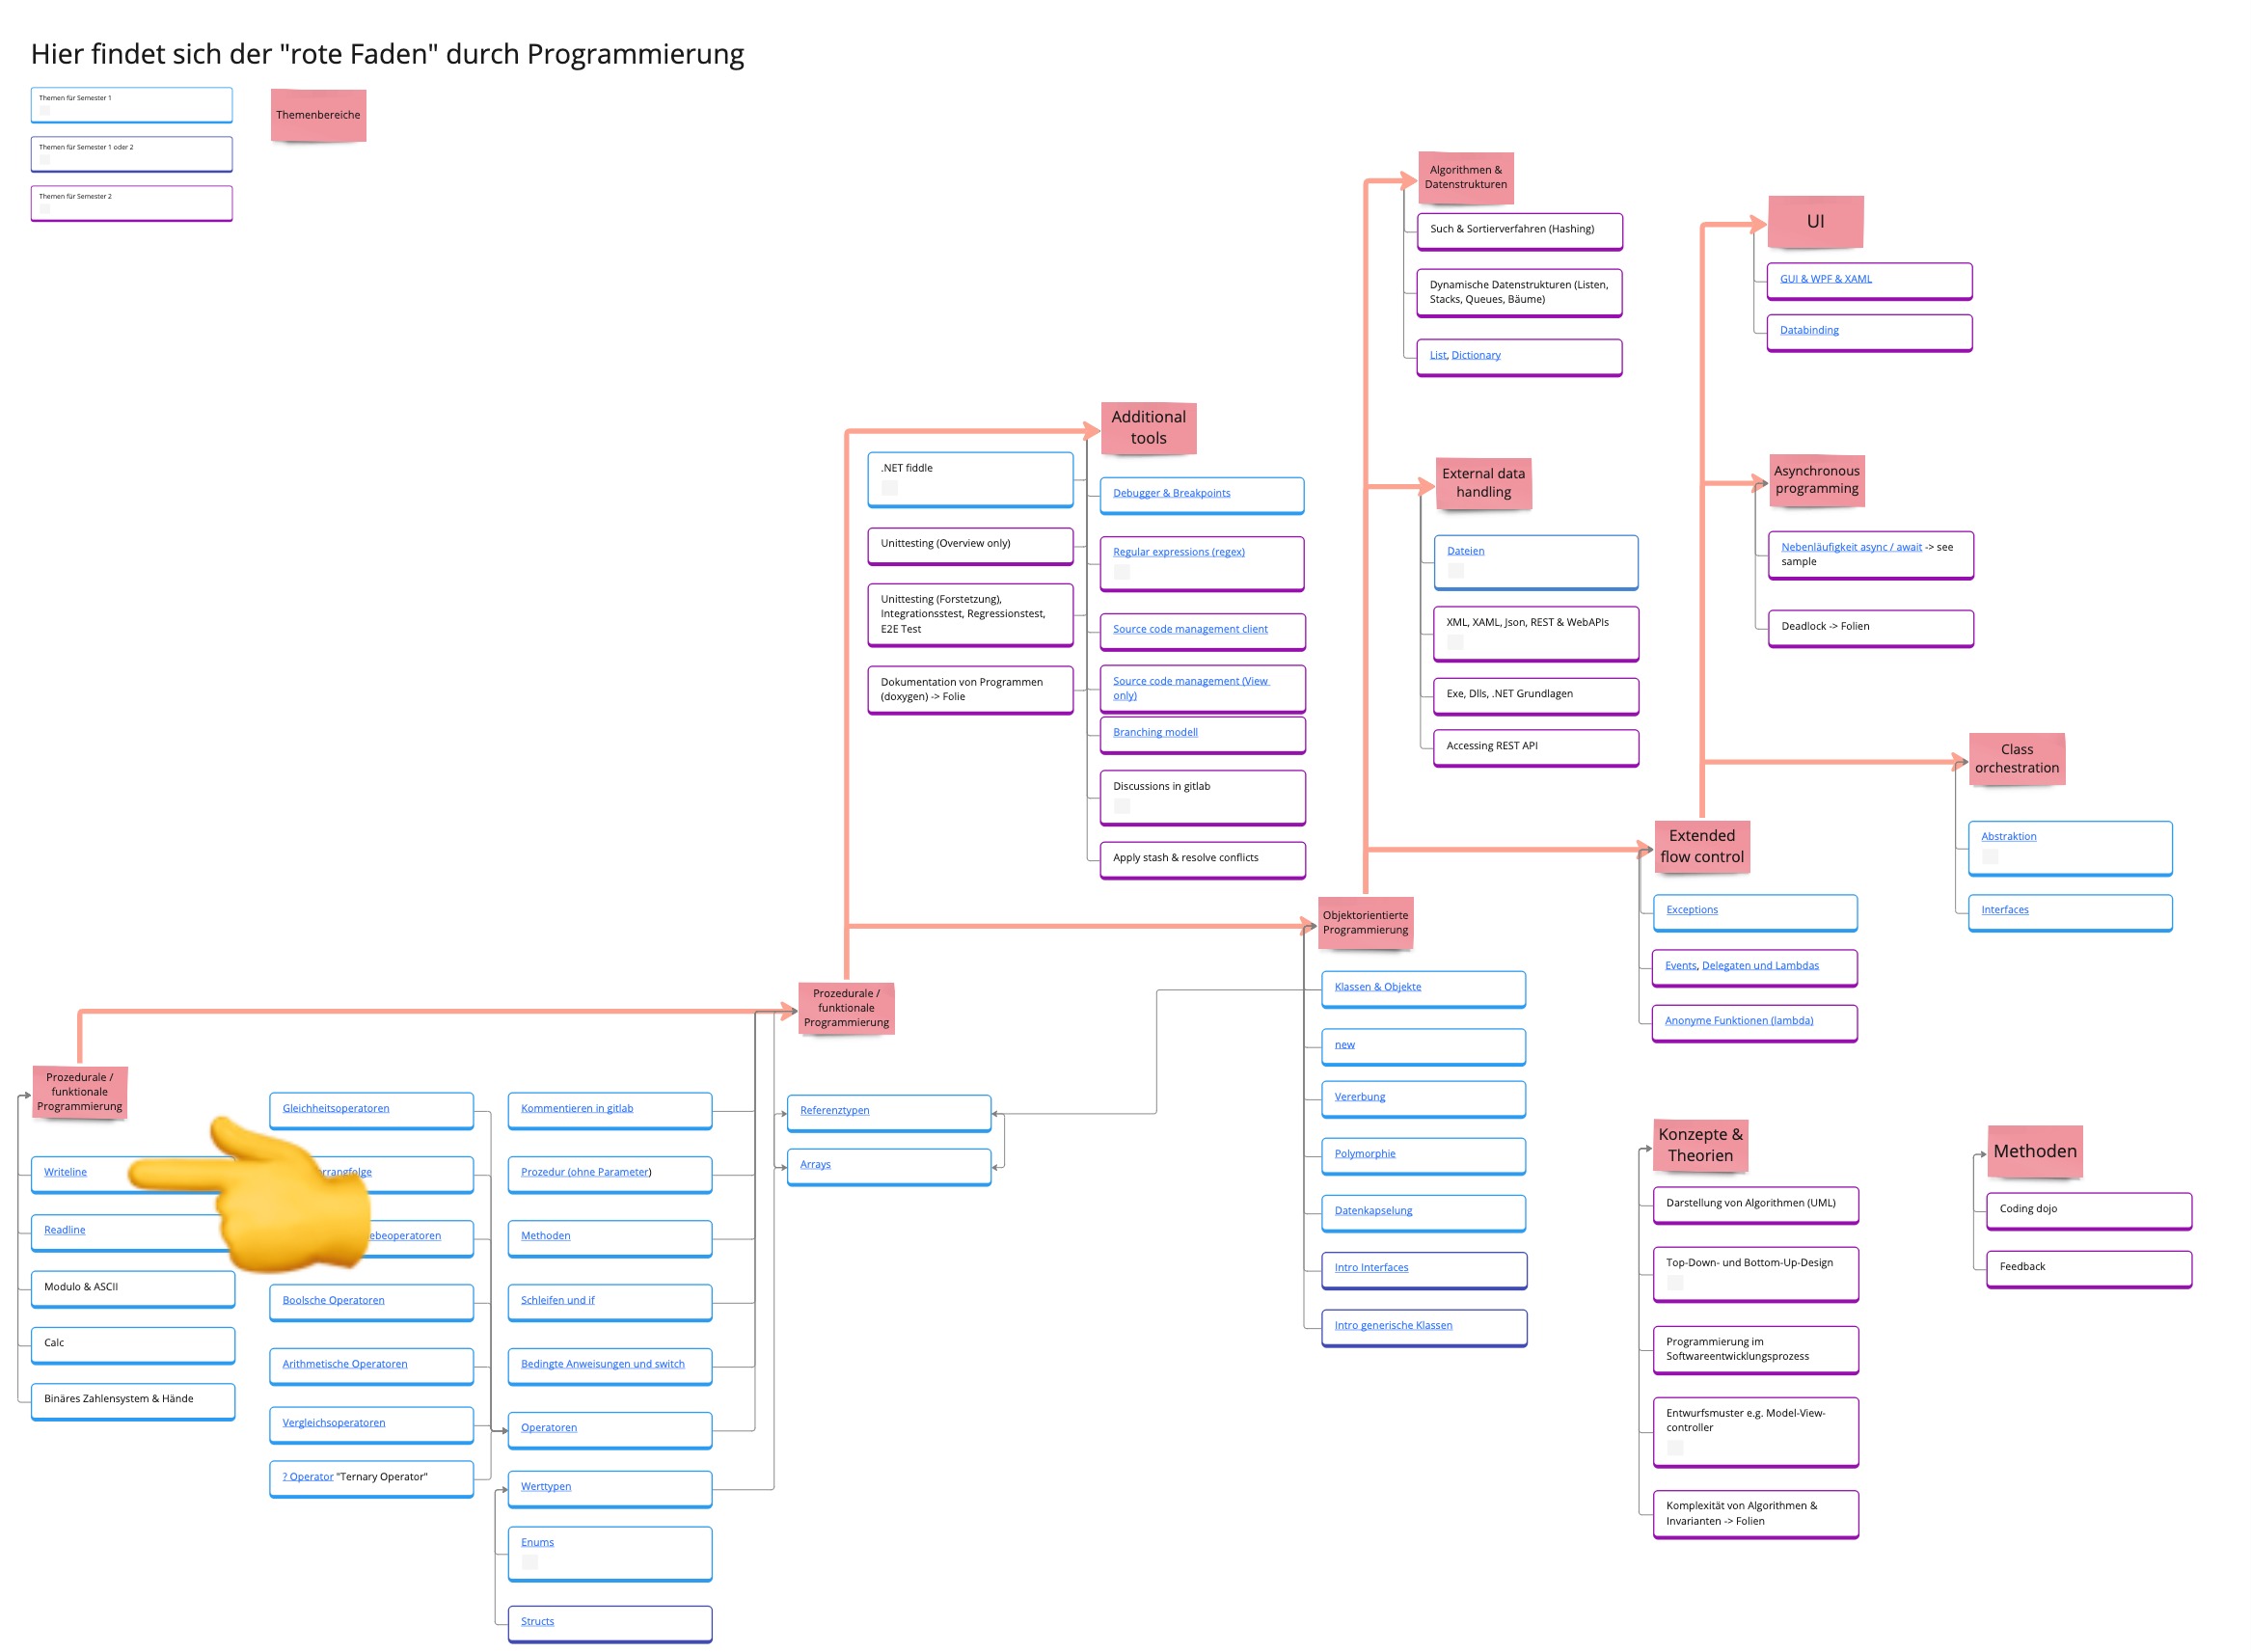 Hier findet sich der "rote Faden" durch Programmierung
Themen für Semester 1
Themenbereiche
Themen für Semester 1 oder 2
Themen für Semester 2
Algorithmen &
Datenstrukturen
Such & Sortierverfahren (Hashing)
Dynamische Datenstrukturen (Listen,
Stacks, Queues, Bäume)
List, Dictionary
UI
GUI & WPF & XAML
Databinding
Additional
tools
.NET fiddle
Unittesting (Overview only)
Unittesting (Forstetzung),
Integrationsstest, Regressionstest,
E2E Test
Dokumentation von Programmen
(doxygen) -> Folie
Debugger & Breakpoints
Regular expressions (regex)
Source code management client
Source code management (View
only)
Branching modell
Discussions in gitlab
Apply stash & resolve conflicts
External data
handling
Dateien
XML, XAML, Json, REST & WebAPIs
Exe, Dlls, .NET Grundlagen
Accessing REST API
Asynchronous
programming
Nebenläufigkeit async / await -> see
sample
Deadlock -> Folien
Class
orchestration
Abstraktion
Interfaces
Extended
flow control
Exceptions
Events, Delegaten und Lambdas
Anonyme Funktionen (lambda)
Objektorientierte
Programmierung
Klassen & Objekte
new
Vererbung
Polymorphie
Datenkapselung
Intro Interfaces
Intro generische Klassen
Prozedurale /
funktionale
Programmierung
Referenztypen
Arrays
Prozedurale /
funktionale
Programmierung
Writeline
Readline
Modulo & ASCII
Calc
Binäres Zahlensystem & Hände
Gleichheitsoperatoren
rrangfolge
ebeoperatoren
Boolsche Operatoren
Arithmetische Operatoren
Vergleichsoperatoren
? Operator "Ternary Operator"
Kommentieren in gitlab
Prozedur (ohne Parameter)
Methoden
Schleifen und if
Bedingte Anweisungen und switch
Operatoren
Werttypen
Enums
Structs
Konzepte &
Theorien
Darstellung von Algorithmen (UML)
Top-Down- und Bottom-Up-Design
Programmierung im
Softwareentwicklungsprozess
Entwurfsmuster e.g. Model-View-
controller
Komplexität von Algorithmen &
Invarianten -> Folien
Methoden
Coding dojo
Feedback